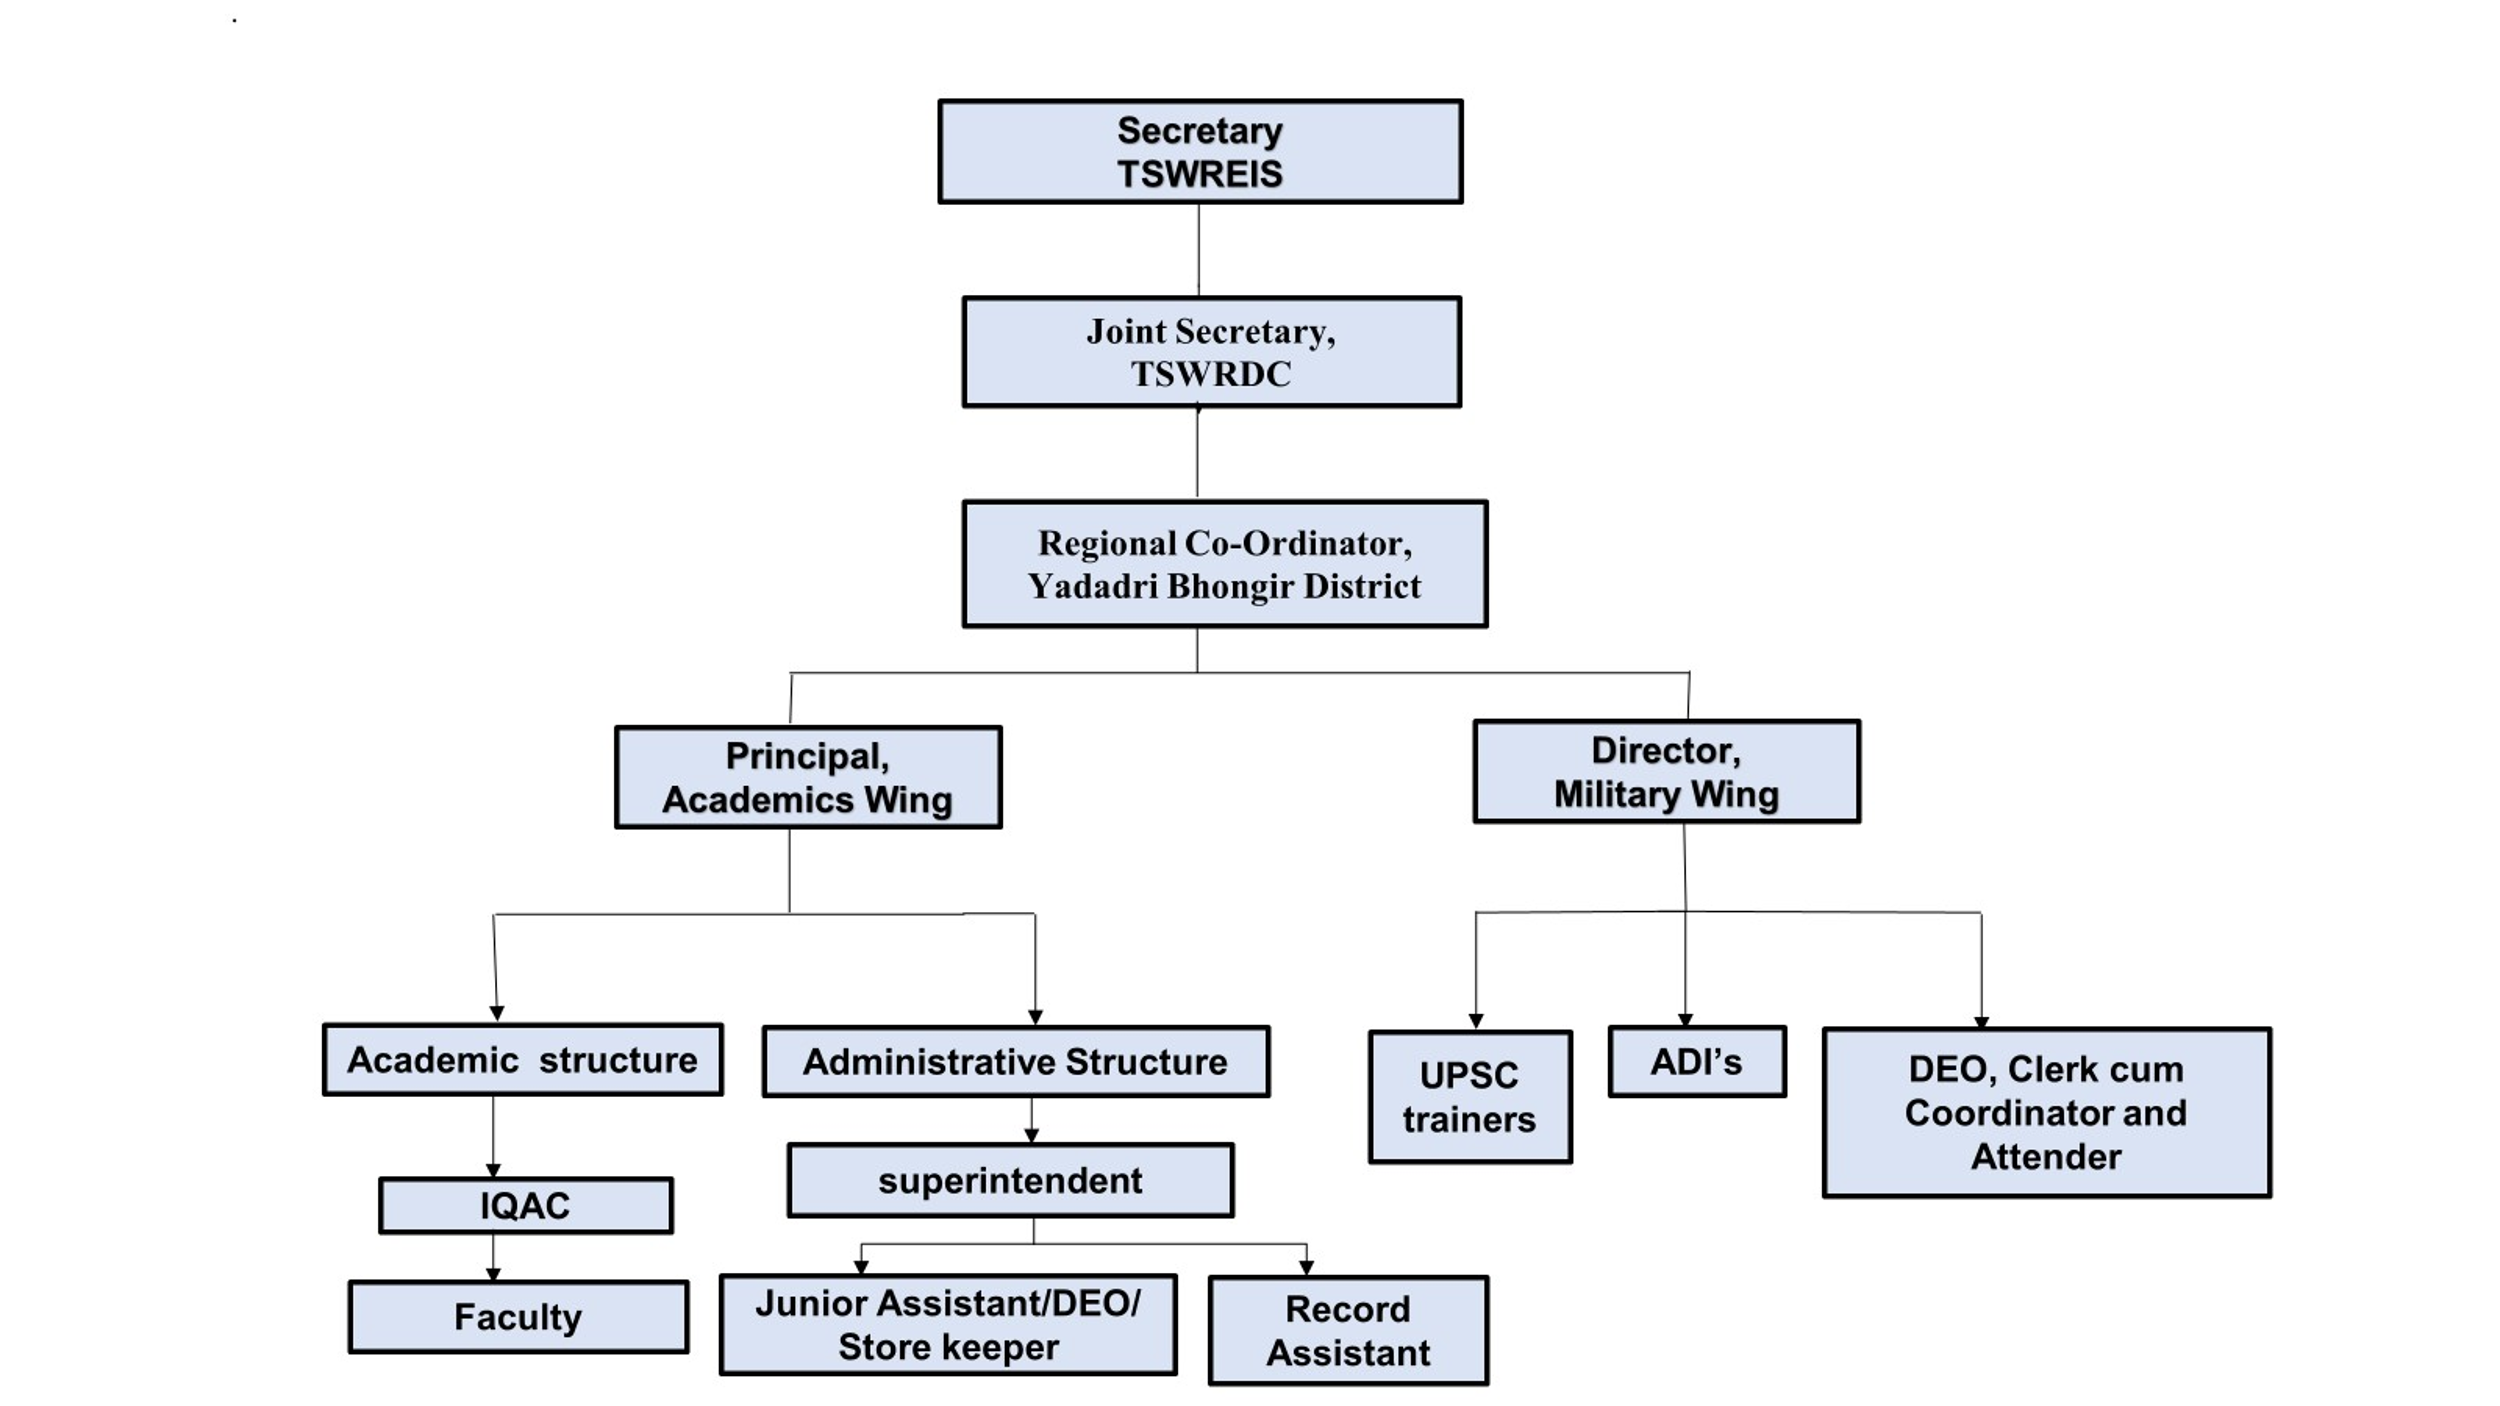 Secretary
TSWREIS
Joint Secretary,
TSWRDC
Regional Co-Ordinator,
Yadadri Bhongir District
Principal,
Academics Wing
Director,
Military Wing
Academic structure
Administrative Structure
UPSC
trainers
ADI’s
DEO, Clerk cum
Coordinator and
Attender
superintendent
IQAC
Faculty
Junior Assistant/DEO/
Store keeper
Record
Assistant